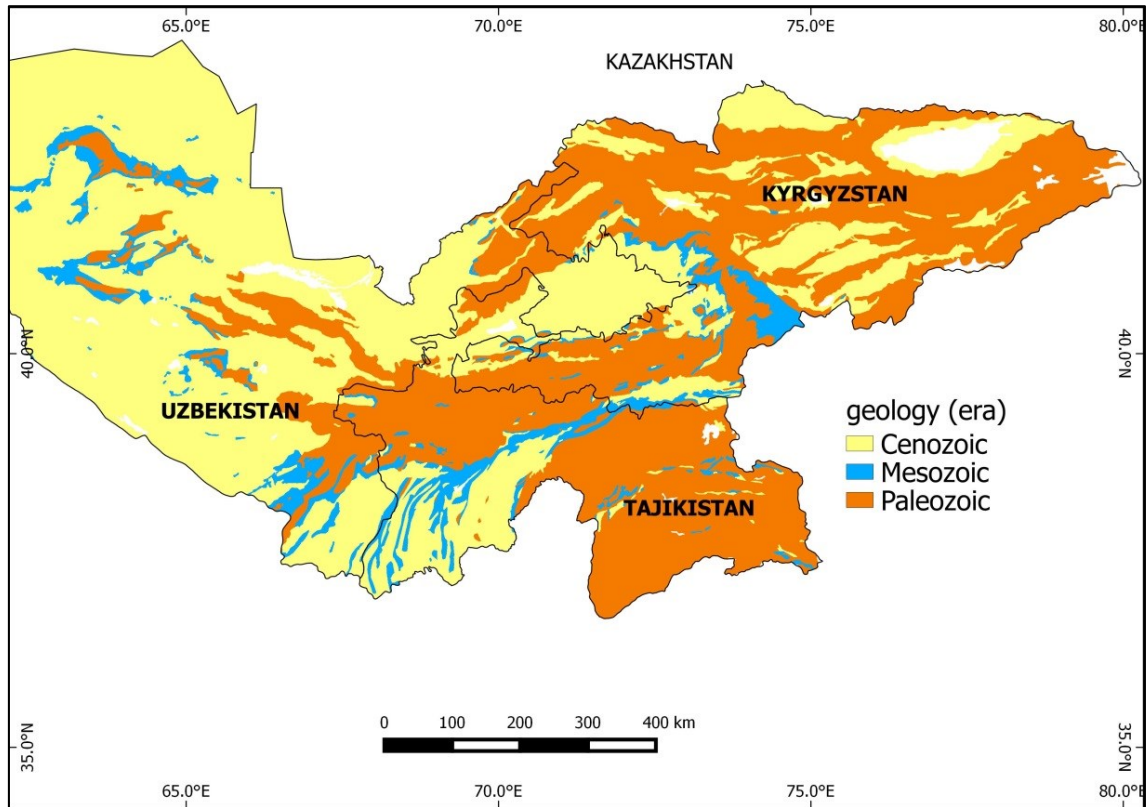 65.0°E 70.0°E 75.0°E 80.0°E
KAZAKHSTAN
KYRGYZSTAN
40.0°N 40.0°N
UZBEKISTAN
geology (era)
Cenozoic
Mesozoic
Paleozoic
TAJIKISTAN
0 100 200 300 400 km
35.0°N 35.0°N
65.0°E 70.0°E 75.0°E 80.0°E